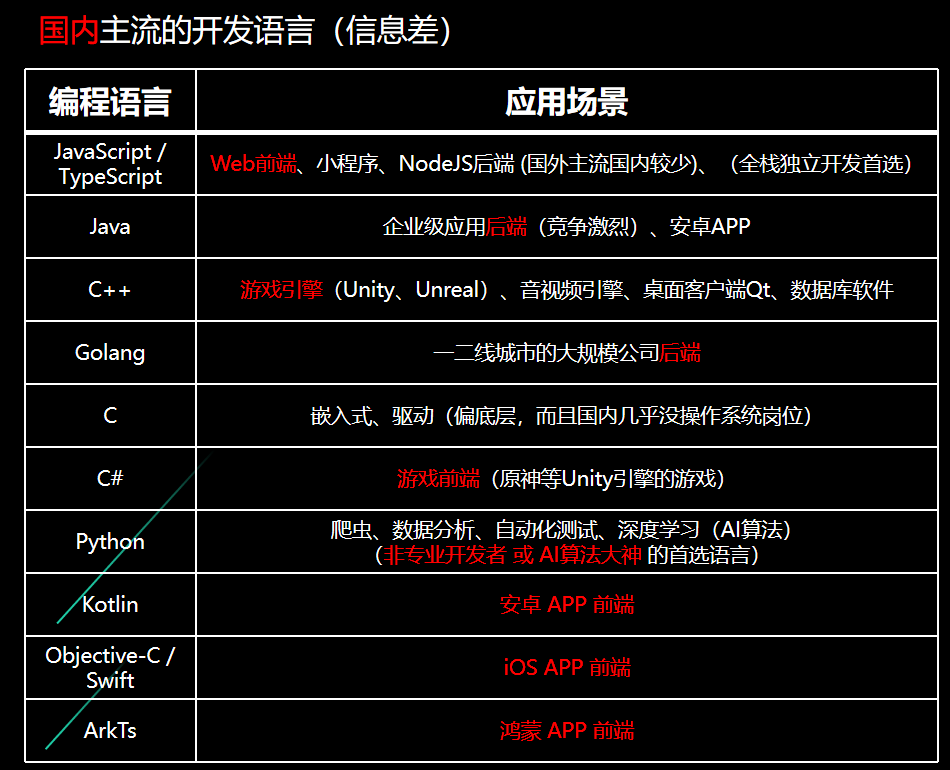 国内主流的开发语言（信息差）
编程语言
应用场景
JavaScript /
TypeScript
Web前端、小程序、NodeJS后端 (国外主流国内较少)、（全栈独立开发首选）
Java
企业级应用后端（竞争激烈）、安卓APP
C++
游戏引擎（Unity、Unreal）、音视频引擎、桌面客户端Qt、数据库软件
Golang
一二线城市的大规模公司后端
C
嵌入式、驱动（偏底层，而且国内几乎没操作系统岗位）
C#
游戏前端（原神等Unity引擎的游戏）
Python
爬虫、数据分析、自动化测试、深度学习（AI算法）
（非专业开发者 或 AI算法大神 的首选语言）
Kotlin
安卓 APP 前端
Objective-C /
Swift
iOS APP 前端
ArkTs
鸿蒙 APP 前端